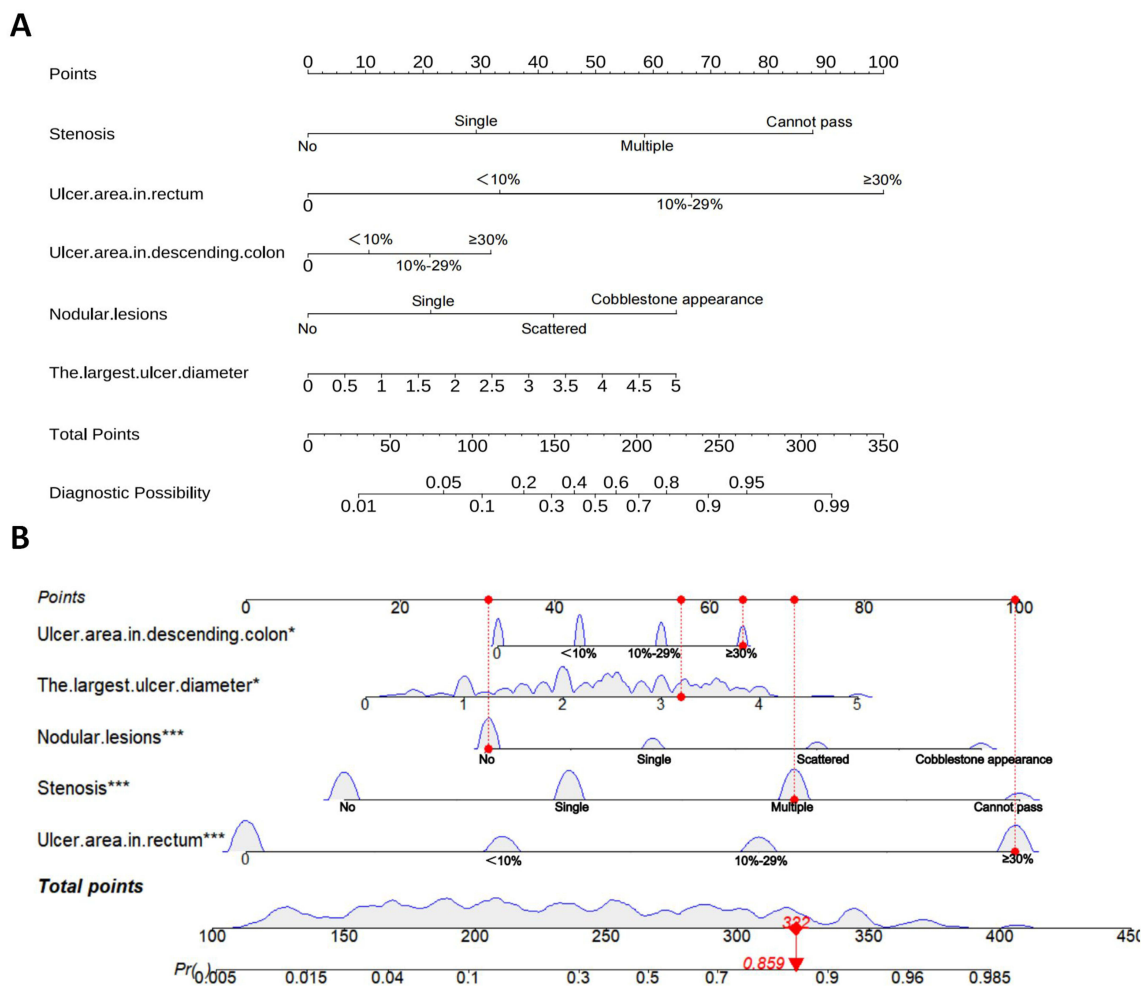 A
Points 0 10 20 30 40 50 60 70 80 90 100
Single Cannot pass
Stenosis
No Multiple
<10% ≥30%
Ulcer.area.in.rectum
0 10%-29%
<10% ≥30%
Ulcer.area.in.descending.colon
0 10%-29%
Single Cobblestone appearance
Nodular.lesions
No Scattered
The.largest.ulcer.diameter
0 0.5 1 1.5 2 2.5 3 3.5 4 4.5 5
Total Points
0 50 100 150 200 250 300 350
0.05 0.2 0.4 0.6 0.8 0.95
Diagnostic Possibility
0.01 0.1 0.3 0.5 0.7 0.9 0.99
B
Points
0 20 40 60 80 100
Ulcer.area.in.descending.colon*
0 <10% 10%-29% ≥30%
The.largest.ulcer.diameter*
0 1 2 3 4 5
Nodular.lesions***
No Single Scattered Cobblestone appearance
Stenosis***
No Single Multiple Cannot pass
Ulcer.area.in.rectum***
0 <10% 10%-29% ≥30%
Total points
322
100 150 200 250 300 350 400 450
0.859
Pr( ) 0.005 0.015 0.04 0.1 0.3 0.5 0.7 0.9 0.96 0.985